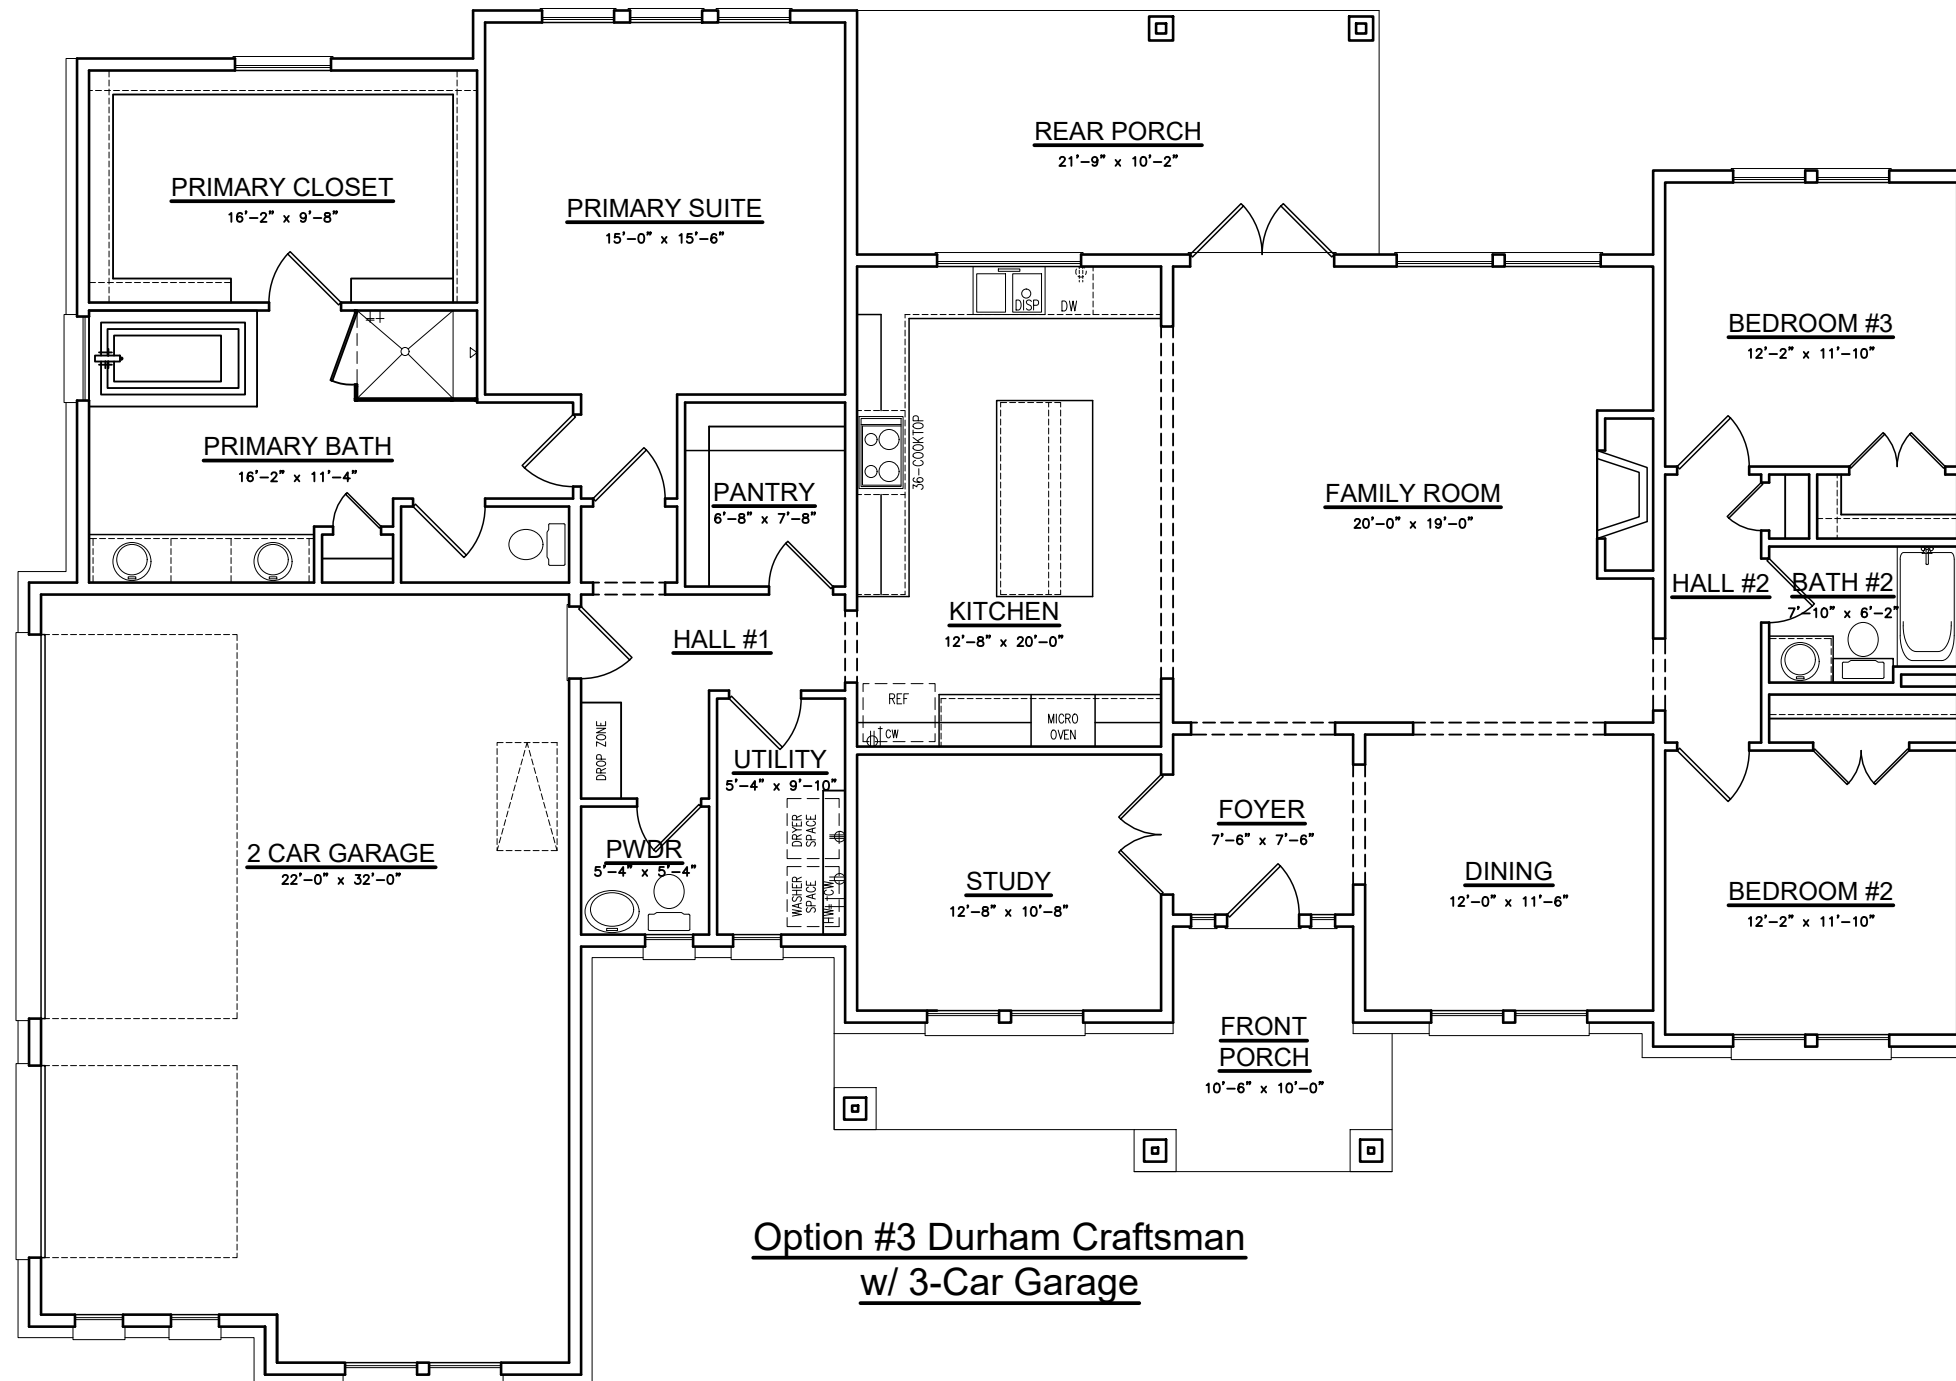 REAR PORCH
21'-9" x 10'-2"
PRIMARY CLOSET
16'-2" x 9'-8"
PRIMARY SUITE
15'-0" x 15'-6"
DISP
DW
BEDROOM #3
12'-2" x 11'-10"
PRIMARY BATH
16'-2" x 11'-4"
36-COOKTOP
PANTRY
6'-8" x 7'-8"
FAMILY ROOM
20'-0" x 19'-0"
KITCHEN
12'-8" x 20'-0"
HALL #2
BATH #2
7'-10" x 6'-2"
HALL #1
REF
CW
MICRO
OVEN
DROP ZONE
UTILITY
5'-4" x 9'-10"
DRYER
SPACE
WASHER
SPACE
HW
CW
FOYER
7'-6" x 7'-6"
2 CAR GARAGE
22'-0" x 32'-0"
PWDR
5'-4" x 5'-4"
STUDY
12'-8" x 10'-8"
DINING
12'-0" x 11'-6"
BEDROOM #2
12'-2" x 11'-10"
FRONT
PORCH
10'-6" x 10'-0"
Option #3 Durham Craftsman
w/ 3-Car Garage